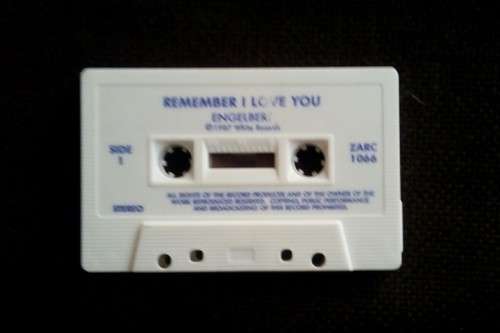 REMEMBER I LOVE YOU
ENGELBER
©1987 White Records
SIDE
1
ZARC
1066
ALL RIGHTS OF THE RECORD PRODUCER AND OF THE OWNER OF THE
WORK REPRODUCED RESERVED. COPYING, PUBLIC PERFORMANCE
AND BROADCASTING OF THIS RECORD PROHIBITED.
STEREO